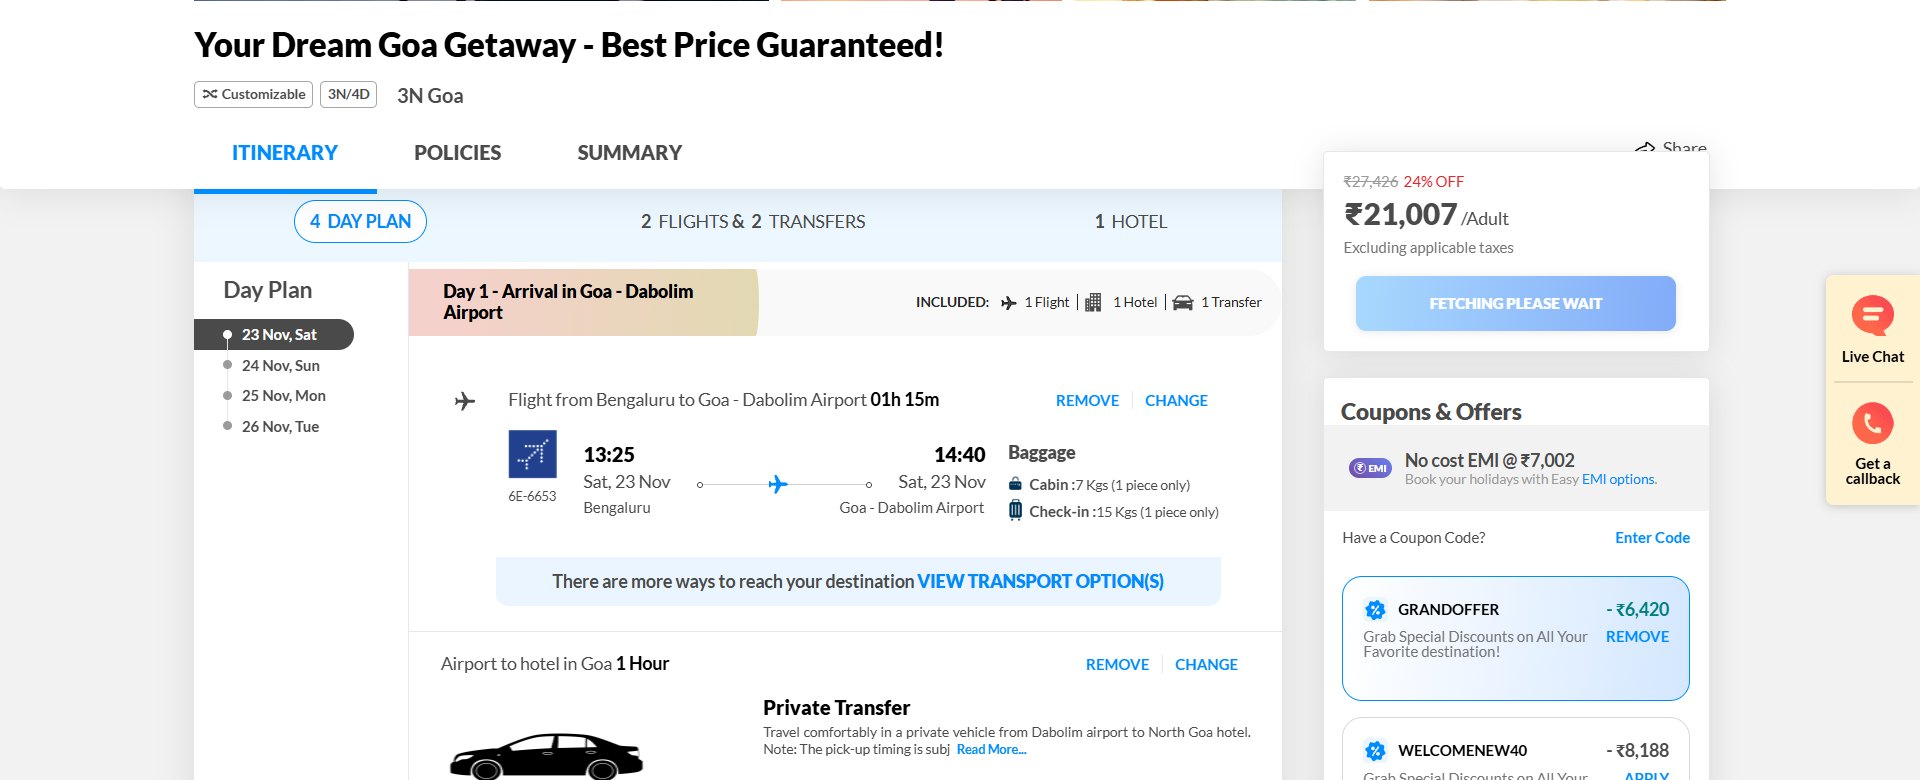 Your Dream Goa Getaway - Best Price Guaranteed!
Customizable
3N/4D
3N Goa
ITINERARY
POLICIES
SUMMARY
Share
4 DAY PLAN
2 FLIGHTS & 2 TRANSFERS
1 HOTEL
Day Plan
23 Nov, Sat
24 Nov, Sun
25 Nov, Mon
26 Nov, Tue
Day 1 - Arrival in Goa - Dabolim
Airport
INCLUDED: 1 Flight | 1 Hotel | 1 Transfer
Flight from Bengaluru to Goa - Dabolim Airport 01h 15m
REMOVE
CHANGE
6E-6653
13:25
Sat, 23 Nov
Bengaluru
14:40
Sat, 23 Nov
Goa - Dabolim Airport
Baggage
Cabin :7 Kgs (1 piece only)
Check-in :15 Kgs (1 piece only)
There are more ways to reach your destination VIEW TRANSPORT OPTION(S)
Airport to hotel in Goa 1 Hour
REMOVE
CHANGE
Private Transfer
Travel comfortably in a private vehicle from Dabolim airport to North Goa hotel.
Note: The pick-up timing is subj Read More...
₹27,426 24% OFF
₹21,007 /Adult
Excluding applicable taxes
FETCHING PLEASE WAIT
Coupons & Offers
₹ EMI
No cost EMI @ ₹7,002
Book your holidays with Easy EMI options.
Have a Coupon Code?
Enter Code
GRANDOFFER
- ₹6,420
Grab Special Discounts on All Your
Favorite destination!
REMOVE
WELCOMENEW40
- ₹8,188
Grab Special Discounts on All Your
APPLY
Live Chat
Get a
callback